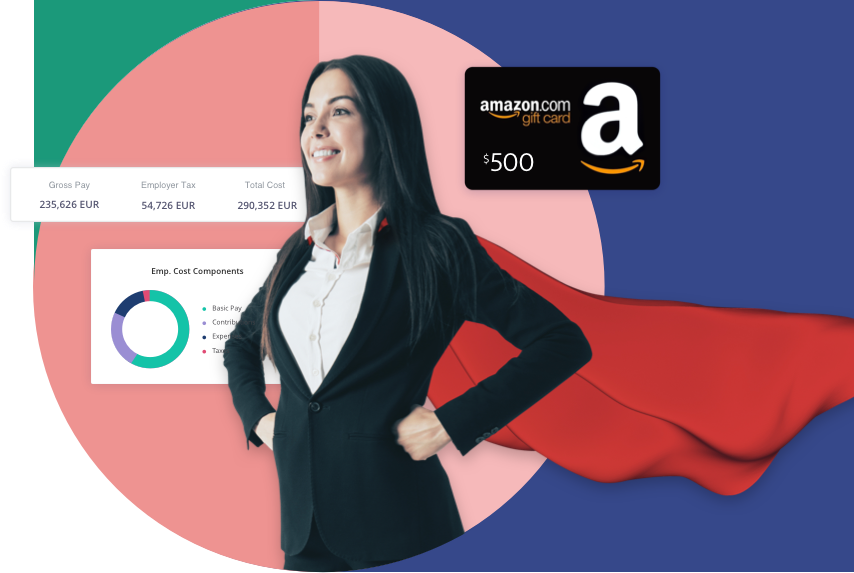 amazon.com
gift card
a
$500
Gross Pay Employer Tax Total Cost
235,626 EUR 54,726 EUR 290,352 EUR
Emp. Cost Components
Basic Pay